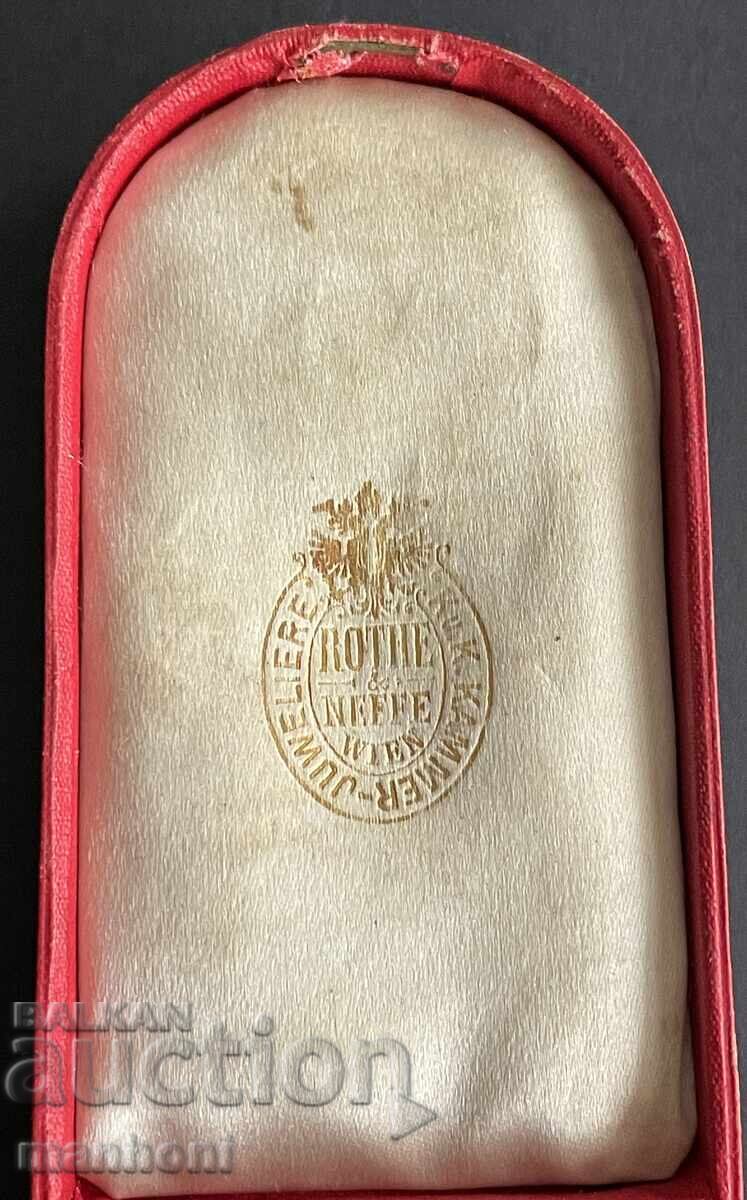 K.u.K. KAMMER-JUWELIERE
ROTHE
&
NEFFE
WIEN
BALKAN
auction
manhoni